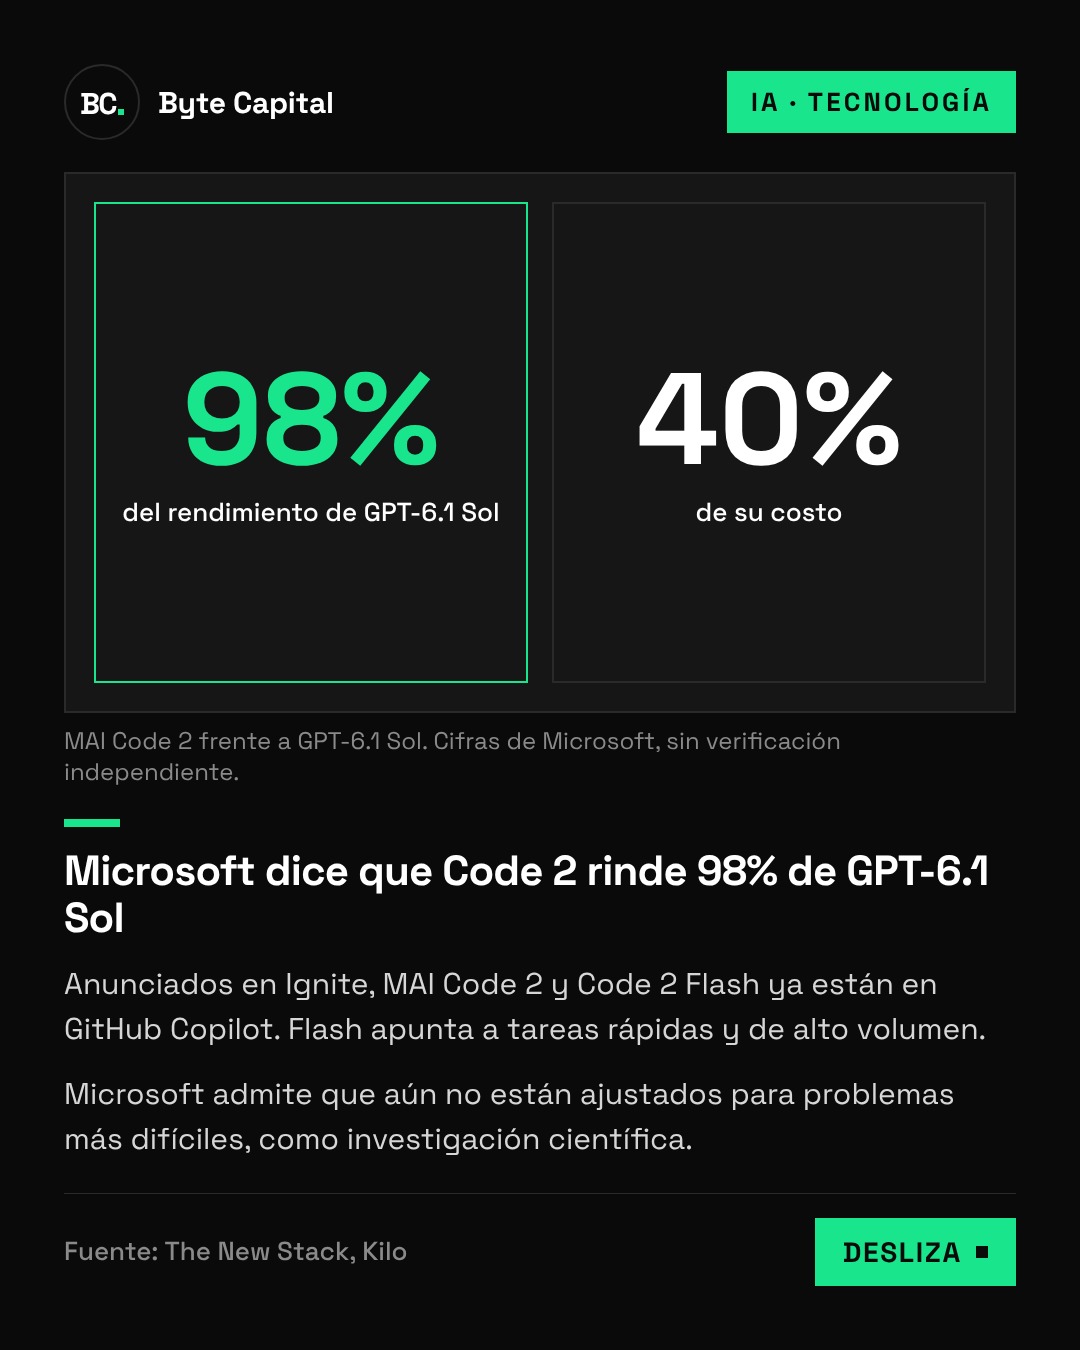 BC.
Byte Capital
IA · TECNOLOGÍA
98%
del rendimiento de GPT-6.1 Sol
40%
de su costo
MAI Code 2 frente a GPT-6.1 Sol. Cifras de Microsoft, sin verificación
independiente.
Microsoft dice que Code 2 rinde 98% de GPT-6.1
Sol
Anunciados en Ignite, MAI Code 2 y Code 2 Flash ya están en
GitHub Copilot. Flash apunta a tareas rápidas y de alto volumen.
Microsoft admite que aún no están ajustados para problemas
más difíciles, como investigación científica.
Fuente: The New Stack, Kilo
DESLIZA